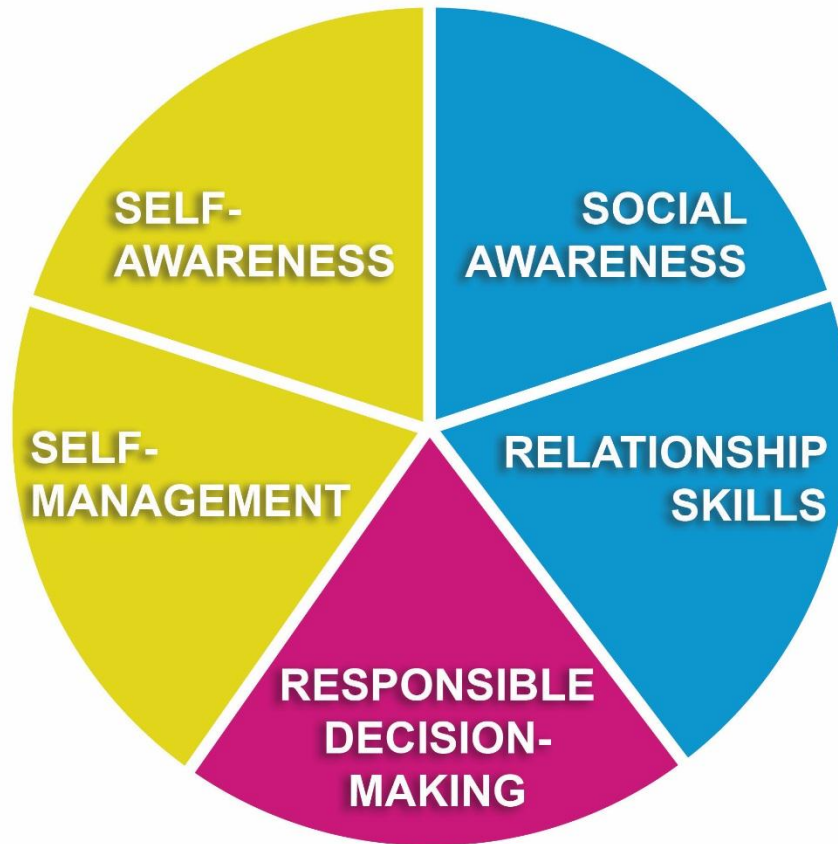 SELF-
AWARENESS
SOCIAL
AWARENESS
SELF-
MANAGEMENT
RELATIONSHIP
SKILLS
RESPONSIBLE
DECISION-
MAKING